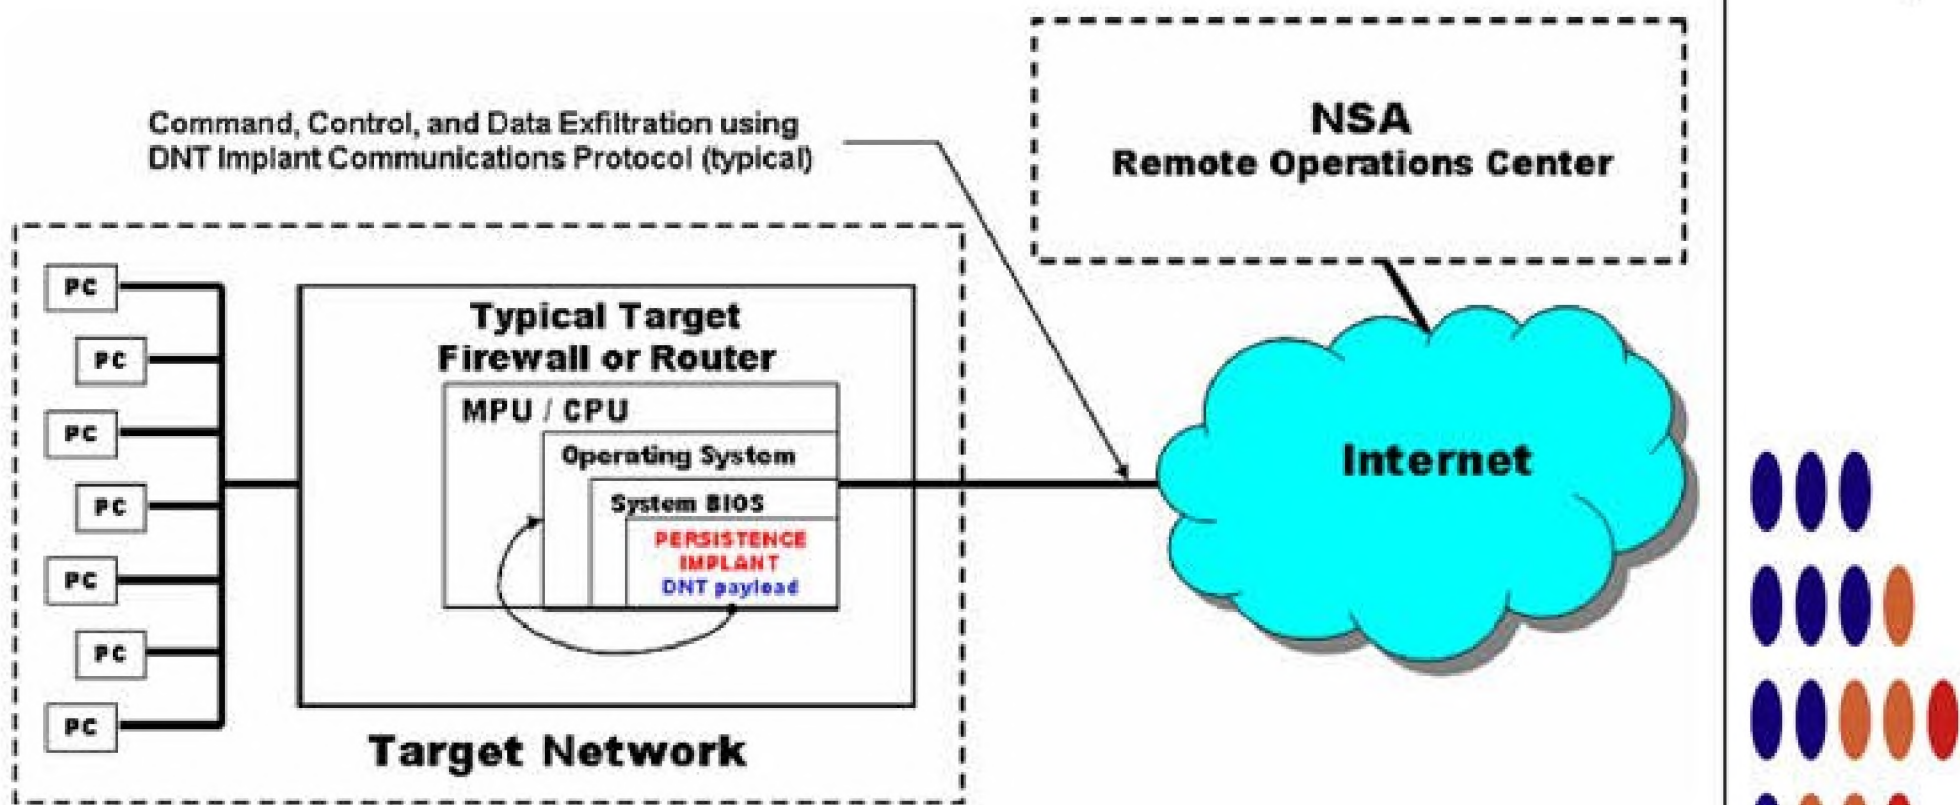 NSA
Remote Operations Center
Command, Control, and Data Exfiltration using
DNT Implant Communications Protocol (typical)
PC
PC
PC
PC
PC
PC
PC
Typical Target
Firewall or Router
MPU / CPU
Operating System
System BIOS
PERSISTENCE
IMPLANT
DNT payload
Internet
Target Network